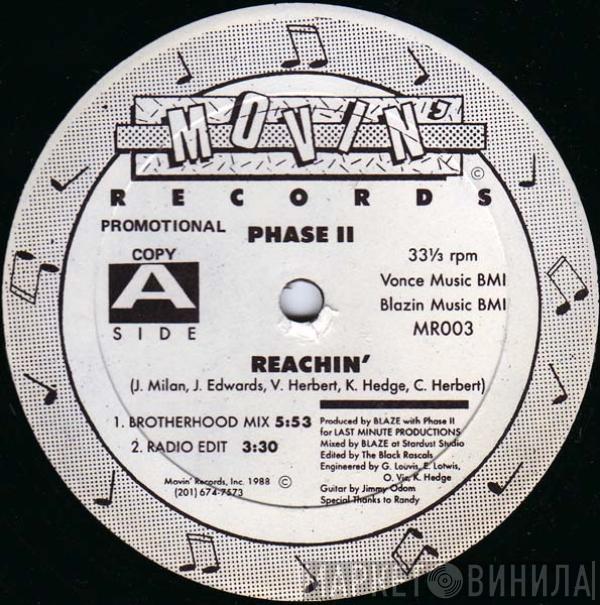 MOVIN'
RECORDS
PROMOTIONAL
COPY
A
SIDE
PHASE II
33⅓ rpm
Vonce Music BMI
Blazin Music BMI
MR003
REACHIN'
(J. Milan, J. Edwards, V. Herbert, K. Hedge, C. Herbert)
1. BROTHERHOOD MIX 5:53
2. RADIO EDIT 3:30
Produced by BLAZE with Phase II
for LAST MINUTE PRODUCTIONS
Mixed by BLAZE at Stardust Studio
Edited by The Black Rascals
Engineered by G. Louvis, E. Lotwis,
O. Vix, K. Hedge
Guitar by Jimmy Odom
Special Thanks to Randy
Movin' Records, Inc. 1988 ©
(201) 674-7573
МАРКЕТ ВИНИЛА